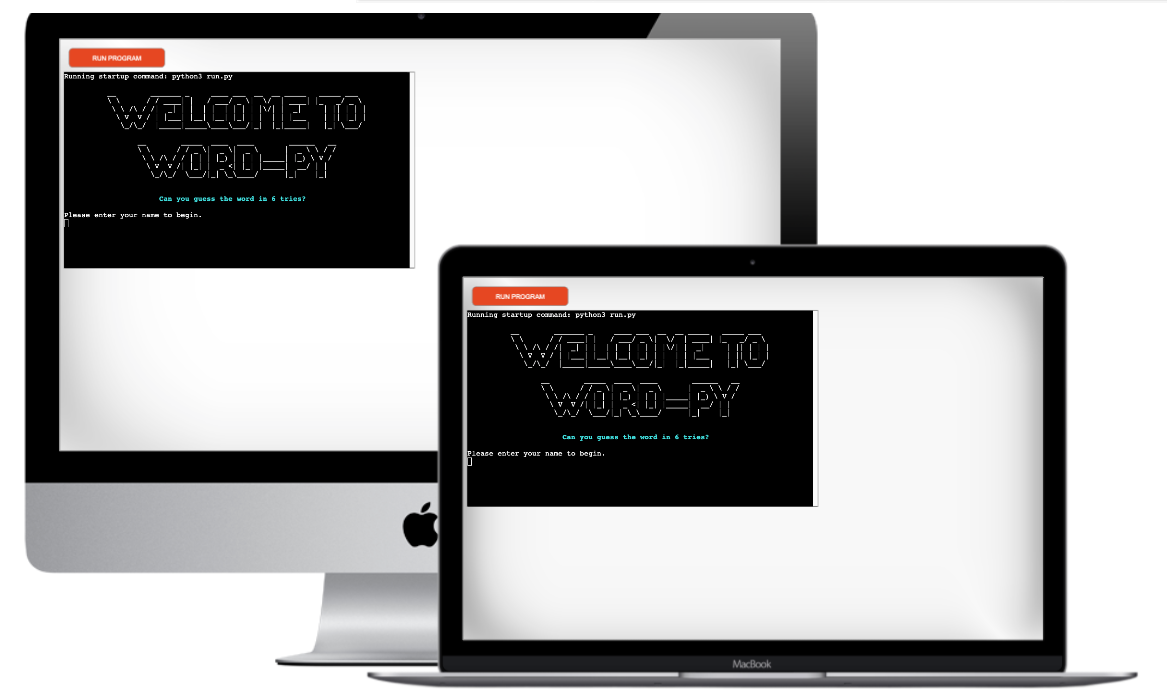 RUN PROGRAM
Running startup command: python3 run.py
WELCOME TO
WORD=PY
Can you guess the word in 6 tries?
Please enter your name to begin.
RUN PROGRAM
Running startup command: python3 run.py
WELCOME TO
WORD=PY
Can you guess the word in 6 tries?
Please enter your name to begin.
MacBook